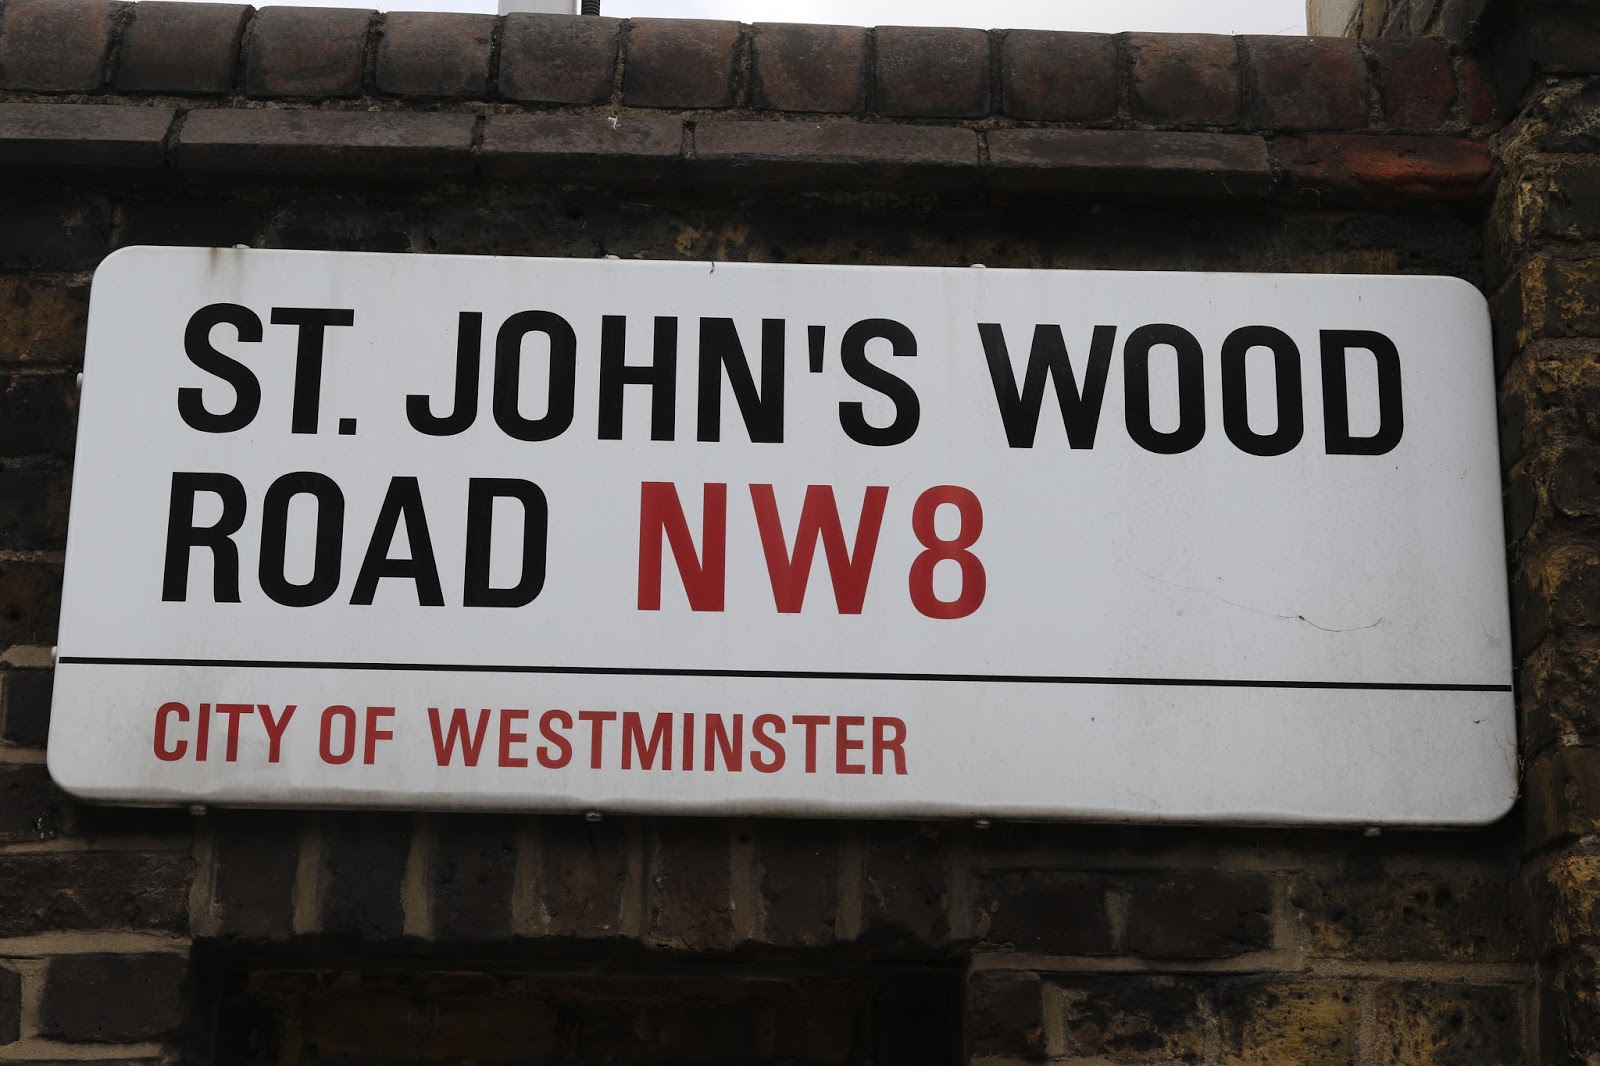 ST. JOHN'S WOOD
ROAD NW8
CITY OF WESTMINSTER